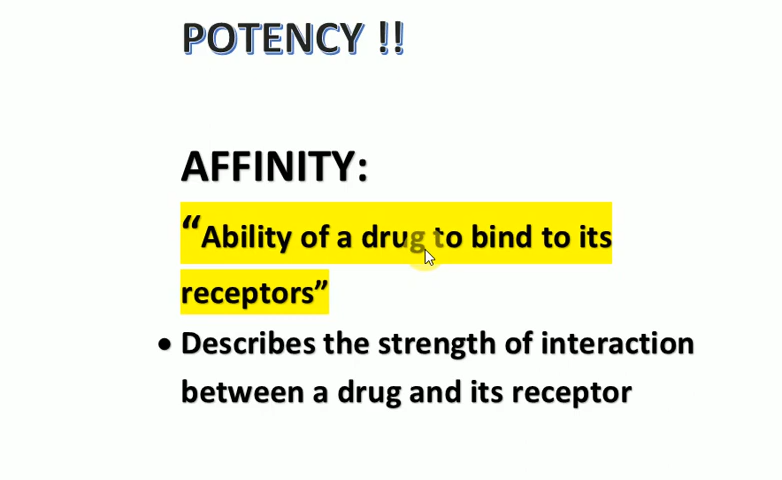 POTENCY !!
AFFINITY:
“Ability of a drug to bind to its
receptors”
• Describes the strength of interaction
between a drug and its receptor